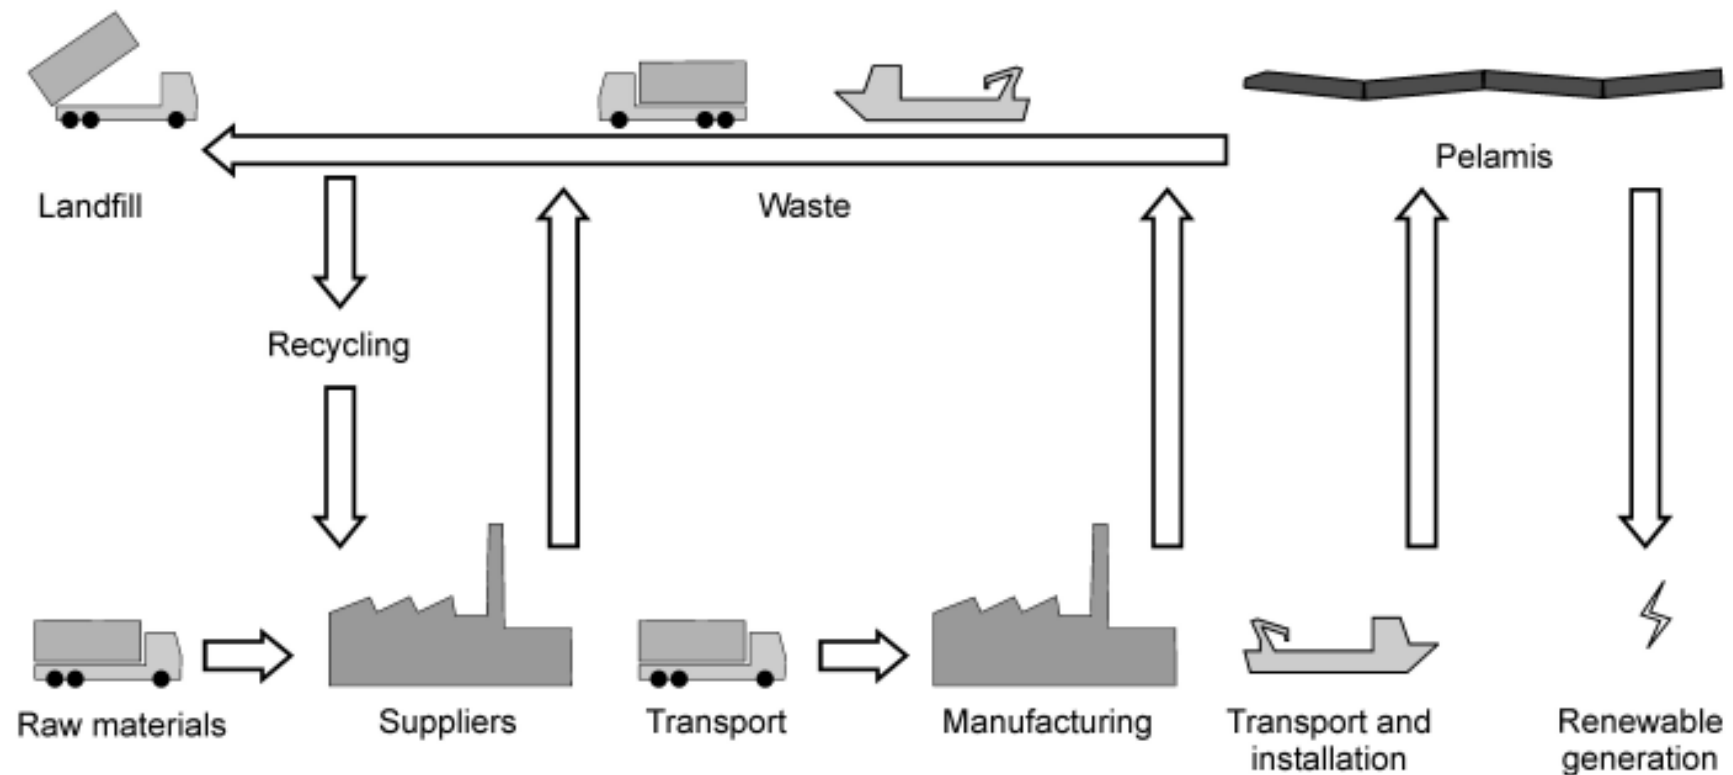 Pelamis
Landfill
Waste
Recycling
Raw materials
Suppliers
Transport
Manufacturing
Transport and
installation
Renewable
generation